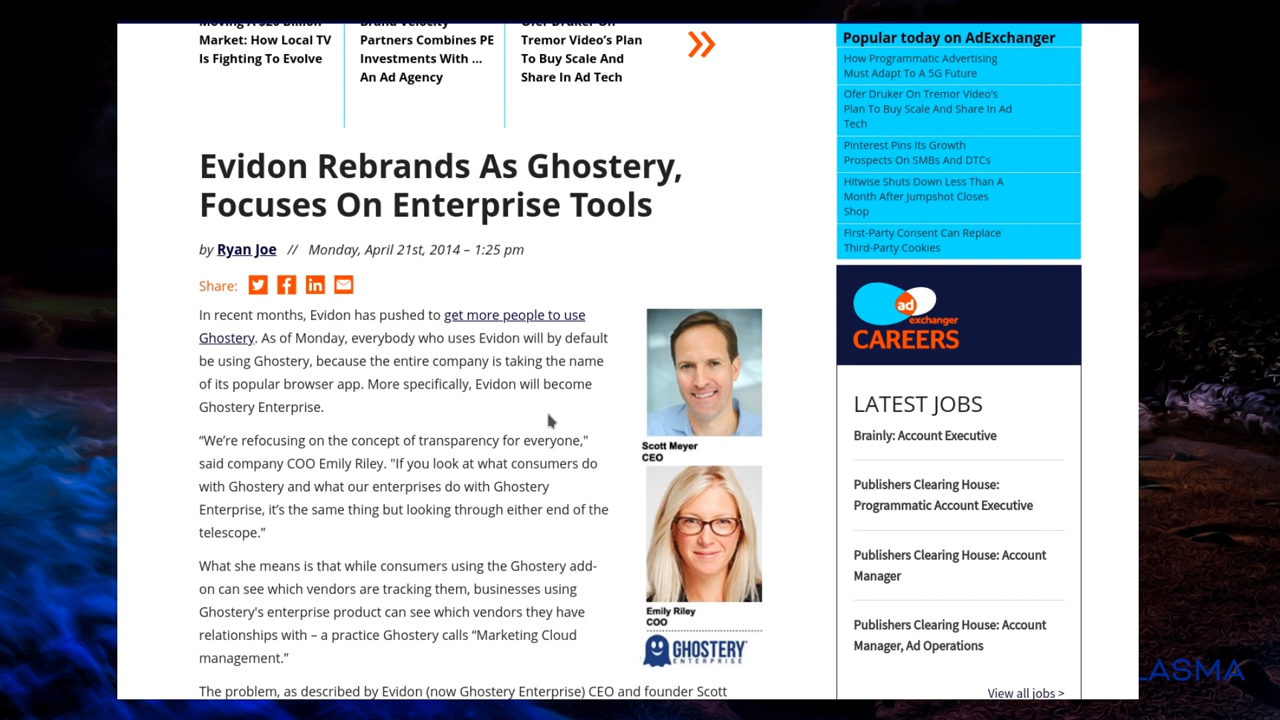 Moving A $20 Billion
Market: How Local TV
Is Fighting To Evolve
Brand Velocity
Partners Combines PE
Investments With ...
An Ad Agency
Ofer Druker On
Tremor Video's Plan
To Buy Scale And
Share In Ad Tech
Evidon Rebrands As Ghostery,
Focuses On Enterprise Tools
by Ryan Joe // Monday, April 21st, 2014 – 1:25 pm
Share:
In recent months, Evidon has pushed to get more people to use
Ghostery. As of Monday, everybody who uses Evidon will by default
be using Ghostery, because the entire company is taking the name
of its popular browser app. More specifically, Evidon will become
Ghostery Enterprise.
“We’re refocusing on the concept of transparency for everyone,"
said company COO Emily Riley. "If you look at what consumers do
with Ghostery and what our enterprises do with Ghostery
Enterprise, it’s the same thing but looking through either end of the
telescope.”
What she means is that while consumers using the Ghostery add-
on can see which vendors are tracking them, businesses using
Ghostery's enterprise product can see which vendors they have
relationships with – a practice Ghostery calls “Marketing Cloud
management.”
The problem, as described by Evidon (now Ghostery Enterprise) CEO and founder Scott
Scott Meyer
CEO
Emily Riley
COO
GHOSTERY
ENTERPRISE
Popular today on AdExchanger
How Programmatic Advertising
Must Adapt To A 5G Future
Ofer Druker On Tremor Video's
Plan To Buy Scale And Share In Ad
Tech
Pinterest Pins Its Growth
Prospects On SMBs And DTCs
Hitwise Shuts Down Less Than A
Month After Jumpshot Closes
Shop
First-Party Consent Can Replace
Third-Party Cookies
ad
exchanger
CAREERS
LATEST JOBS
Brainly: Account Executive
Publishers Clearing House:
Programmatic Account Executive
Publishers Clearing House: Account
Manager
Publishers Clearing House: Account
Manager, Ad Operations
View all jobs >
LASMA